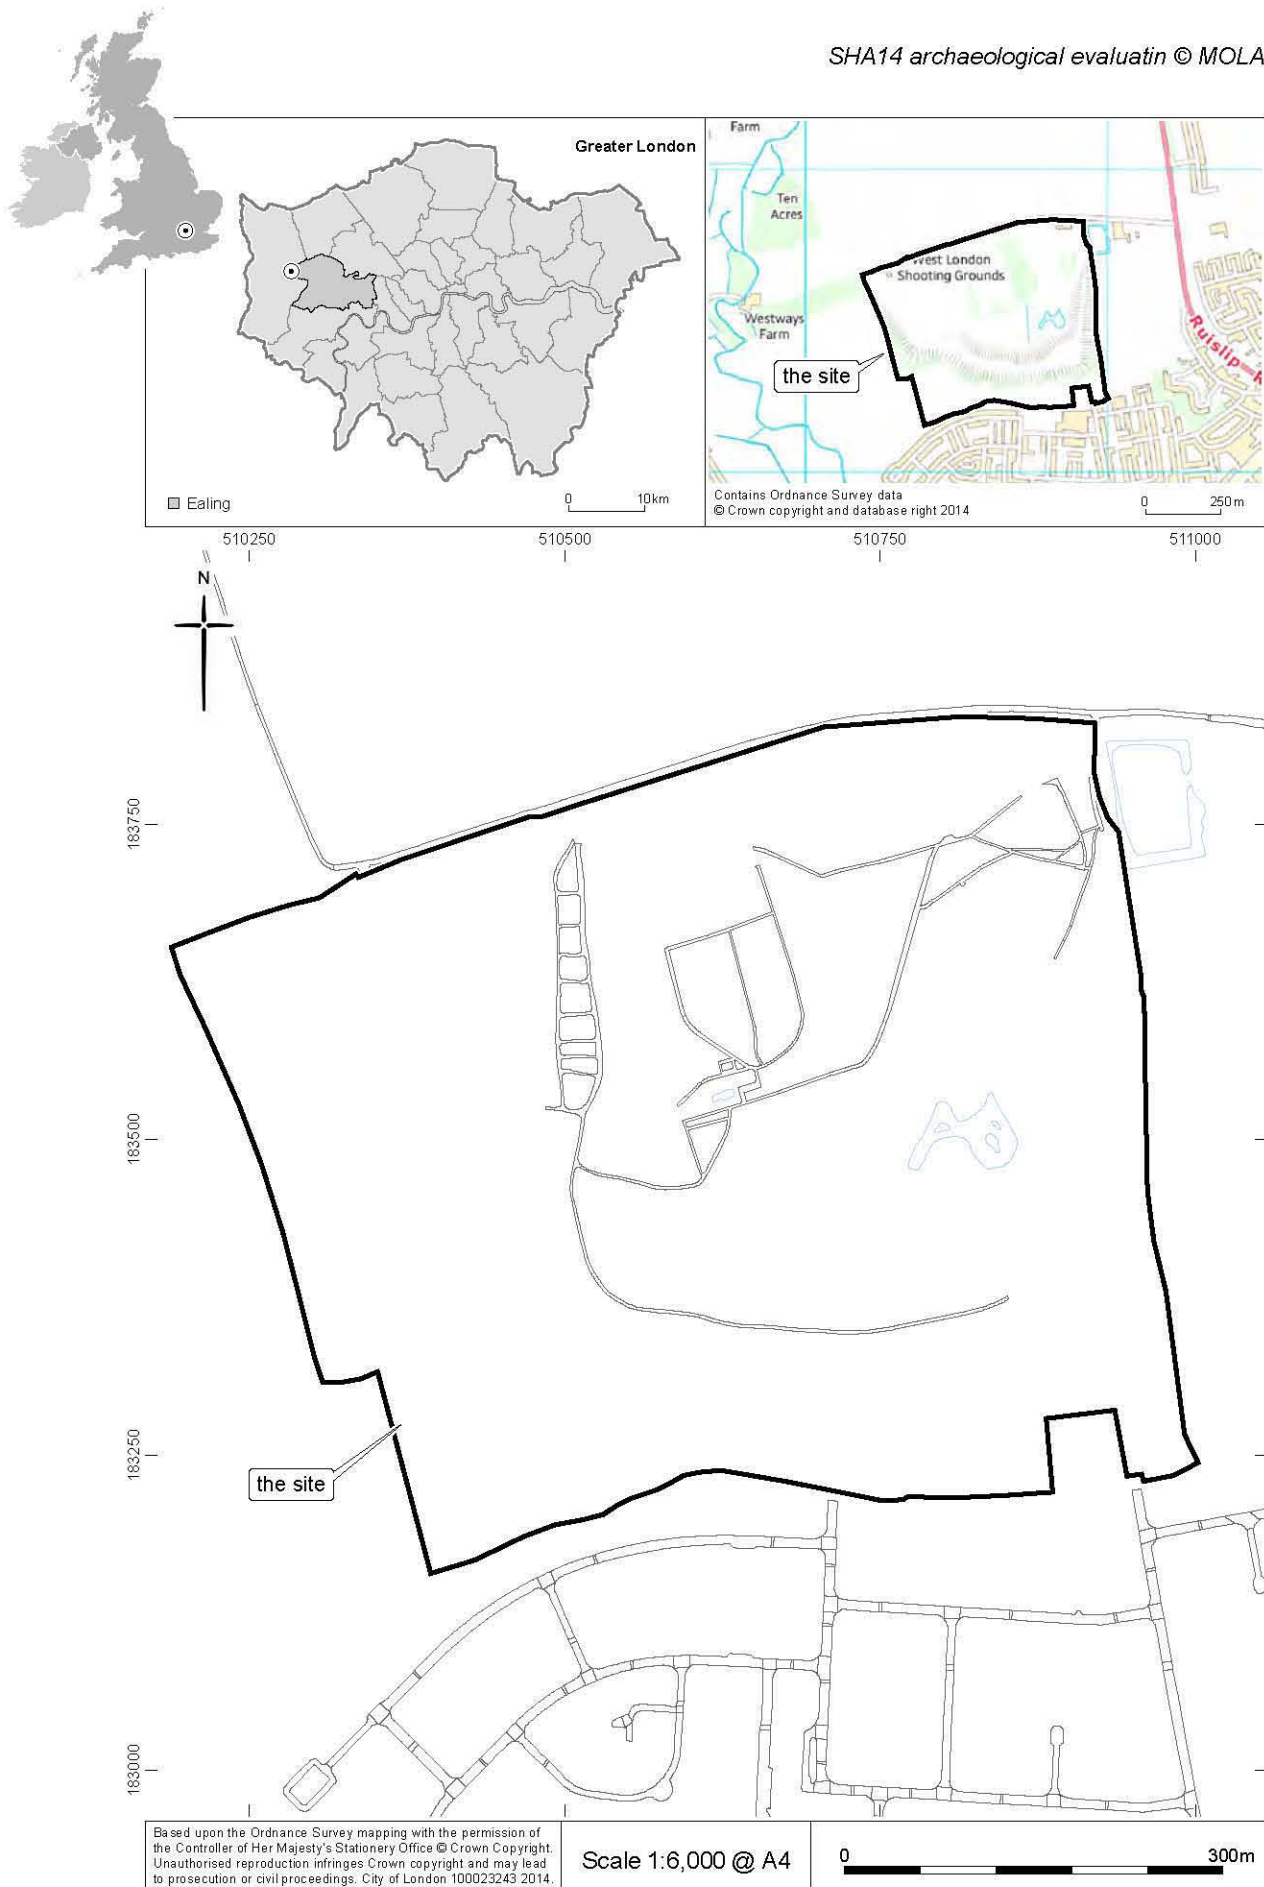 SHA14 archaeological evaluatin © MOLA
Greater London
Ealing
0 10km
Farm
Ten
Acres
West London
Shooting Grounds
Westways
Farm
the site
Ruislip
Contains Ordnance Survey data
© Crown copyright and database right 2014
0 250m
510250 510500 510750 511000
N
183750
183500
183250
the site
183000
Based upon the Ordnance Survey mapping with the permission of
the Controller of Her Majesty's Stationery Office © Crown Copyright.
Unauthorised reproduction infringes Crown copyright and may lead
to prosecution or civil proceedings. City of London 100023243 2014.
Scale 1:6,000 @ A4
0 300m